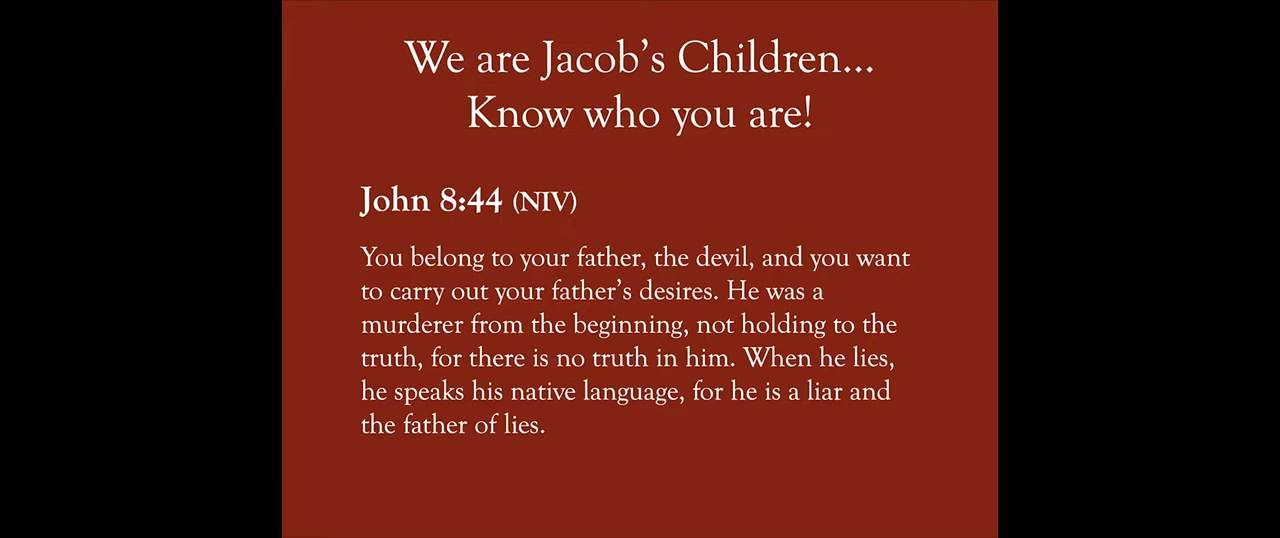 We are Jacob’s Children...
Know who you are!
John 8:44 (NIV)
You belong to your father, the devil, and you want
to carry out your father’s desires. He was a
murderer from the beginning, not holding to the
truth, for there is no truth in him. When he lies,
he speaks his native language, for he is a liar and
the father of lies.